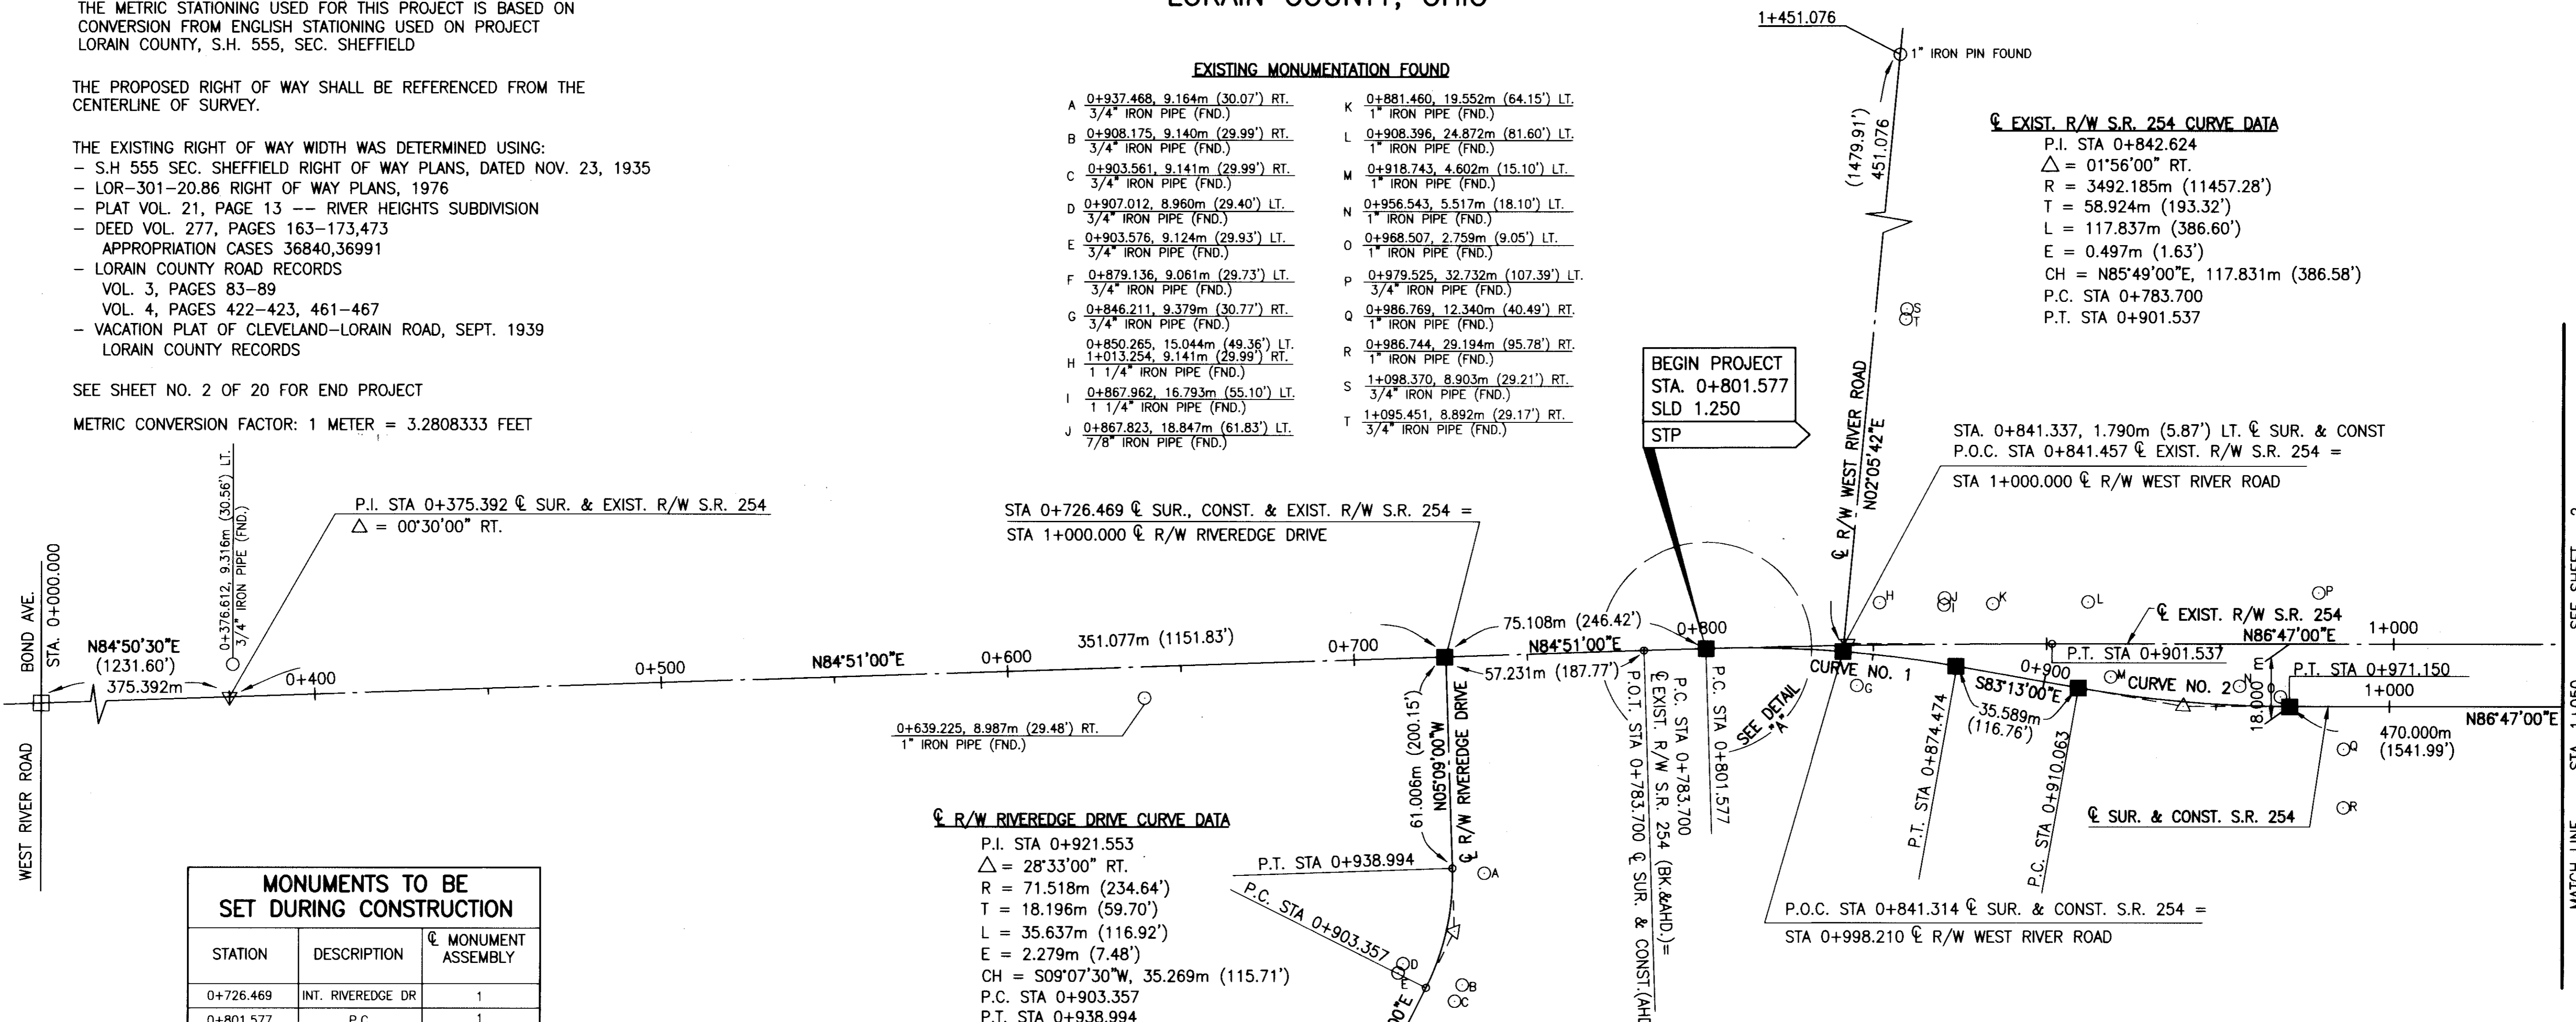 THE METRIC STATIONING USED FOR THIS PROJECT IS BASED ON
CONVERSION FROM ENGLISH STATIONING USED ON PROJECT
LORAIN COUNTY, S.H. 555, SEC. SHEFFIELD
THE PROPOSED RIGHT OF WAY SHALL BE REFERENCED FROM THE
CENTERLINE OF SURVEY.
THE EXISTING RIGHT OF WAY WIDTH WAS DETERMINED USING:
– S.H 555 SEC. SHEFFIELD RIGHT OF WAY PLANS, DATED NOV. 23, 1935
– LOR–301–20.86 RIGHT OF WAY PLANS, 1976
– PLAT VOL. 21, PAGE 13 –– RIVER HEIGHTS SUBDIVISION
– DEED VOL. 277, PAGES 163–173,473
APPROPRIATION CASES 36840,36991
– LORAIN COUNTY ROAD RECORDS
VOL. 3, PAGES 83–89
VOL. 4, PAGES 422–423, 461–467
– VACATION PLAT OF CLEVELAND–LORAIN ROAD, SEPT. 1939
LORAIN COUNTY RECORDS
SEE SHEET NO. 2 OF 20 FOR END PROJECT
METRIC CONVERSION FACTOR: 1 METER = 3.2808333 FEET
LORAIN COUNTY, OHIO
EXISTING MONUMENTATION FOUND
A 0+937.468, 9.164m (30.07') RT.
3/4" IRON PIPE (FND.)
B 0+908.175, 9.140m (29.99') RT.
3/4" IRON PIPE (FND.)
C 0+903.561, 9.141m (29.99') RT.
3/4" IRON PIPE (FND.)
D 0+907.012, 8.960m (29.40') LT.
3/4" IRON PIPE (FND.)
E 0+903.576, 9.124m (29.93') LT.
3/4" IRON PIPE (FND.)
F 0+879.136, 9.061m (29.73') LT.
3/4" IRON PIPE (FND.)
G 0+846.211, 9.379m (30.77') RT.
3/4" IRON PIPE (FND.)
0+850.265, 15.044m (49.36') LT.
H 1+013.254, 9.141m (29.99') RT.
1 1/4" IRON PIPE (FND.)
I 0+867.962, 16.793m (55.10') LT.
1 1/4" IRON PIPE (FND.)
J 0+867.823, 18.847m (61.83') LT.
7/8" IRON PIPE (FND.)
K 0+881.460, 19.552m (64.15') LT.
1" IRON PIPE (FND.)
L 0+908.396, 24.872m (81.60') LT.
1" IRON PIPE (FND.)
M 0+918.743, 4.602m (15.10') LT.
1" IRON PIPE (FND.)
N 0+956.543, 5.517m (18.10') LT.
1" IRON PIPE (FND.)
O 0+968.507, 2.759m (9.05') LT.
1" IRON PIPE (FND.)
P 0+979.525, 32.732m (107.39') LT.
3/4" IRON PIPE (FND.)
Q 0+986.769, 12.340m (40.49') RT.
1" IRON PIPE (FND.)
R 0+986.744, 29.194m (95.78') RT.
1" IRON PIPE (FND.)
S 1+098.370, 8.903m (29.21') RT.
3/4" IRON PIPE (FND.)
T 1+095.451, 8.892m (29.17') RT.
3/4" IRON PIPE (FND.)
1+451.076
1" IRON PIN FOUND
(1479.91')
451.076
S
T
℄ R/W WEST RIVER ROAD
N02°05'42"E
℄ EXIST. R/W S.R. 254 CURVE DATA
P.I. STA 0+842.624
△ = 01°56'00" RT.
R = 3492.185m (11457.28')
T = 58.924m (193.32')
L = 117.837m (386.60')
E = 0.497m (1.63')
CH = N85°49'00"E, 117.831m (386.58')
P.C. STA 0+783.700
P.T. STA 0+901.537
BEGIN PROJECT
STA. 0+801.577
SLD 1.250
STP
STA. 0+841.337, 1.790m (5.87') LT. ℄ SUR. & CONST
P.O.C. STA 0+841.457 ℄ EXIST. R/W S.R. 254 =
STA 1+000.000 ℄ R/W WEST RIVER ROAD
0+376.612, 9.316m (30.56') LT.
3/4" IRON PIPE (FND.)
P.I. STA 0+375.392 ℄ SUR. & EXIST. R/W S.R. 254
△ = 00°30'00" RT.
STA 0+726.469 ℄ SUR., CONST. & EXIST. R/W S.R. 254 =
STA 1+000.000 ℄ R/W RIVEREDGE DRIVE
BOND AVE.
STA. 0+000.000
WEST RIVER ROAD
N84°50'30"E
(1231.60')
375.392m
0+400
0+500
N84°51'00"E
0+600
351.077m (1151.83')
0+700
75.108m (246.42')
N84°51'00"E
57.231m (187.77')
0+800
0+639.225, 8.987m (29.48') RT.
1" IRON PIPE (FND.)
61.006m (200.15')
N05°09'00"W
℄ R/W RIVEREDGE DRIVE
P.O.T. STA 0+783.700 ℄ SUR. & CONST.(AHD
℄ EXIST. R/W S.R. 254 (BK.&AHD.)=
P.C. STA 0+783.700
P.C. STA 0+801.577
SEE DETAIL
"A"
CURVE NO. 1
H
J
I
K
L
P
G
M
N
Q
R
℄ EXIST. R/W S.R. 254
N86°47'00"E
1+000
P.T. STA 0+901.537
0+900
S83°13'00"E
35.589m
(116.76')
CURVE NO. 2
18.000 m
P.T. STA 0+971.150
1+000
N86°47'00"E
470.000m
(1541.99')
P.T. STA 0+874.474
P.C. STA 0+910.063
℄ SUR. & CONST. S.R. 254
P.O.C. STA 0+841.314 ℄ SUR. & CONST. S.R. 254 =
STA 0+998.210 ℄ R/W WEST RIVER ROAD
MATCH LINE STA 1+050 SEE SHEET 2
℄ R/W RIVEREDGE DRIVE CURVE DATA
P.I. STA 0+921.553
△ = 28°33'00" RT.
R = 71.518m (234.64')
T = 18.196m (59.70')
L = 35.637m (116.92')
E = 2.279m (7.48')
CH = S09°07'30"W, 35.269m (115.71')
P.C. STA 0+903.357
P.T. STA 0+938.994
P.T. STA 0+938.994
P.C. STA 0+903.357
A
D
E
B
C
00"E
MONUMENTS TO BE
SET DURING CONSTRUCTION
STATION DESCRIPTION ℄ MONUMENT ASSEMBLY
0+726.469 INT. RIVEREDGE DR 1
0+801.577 P.C. 1